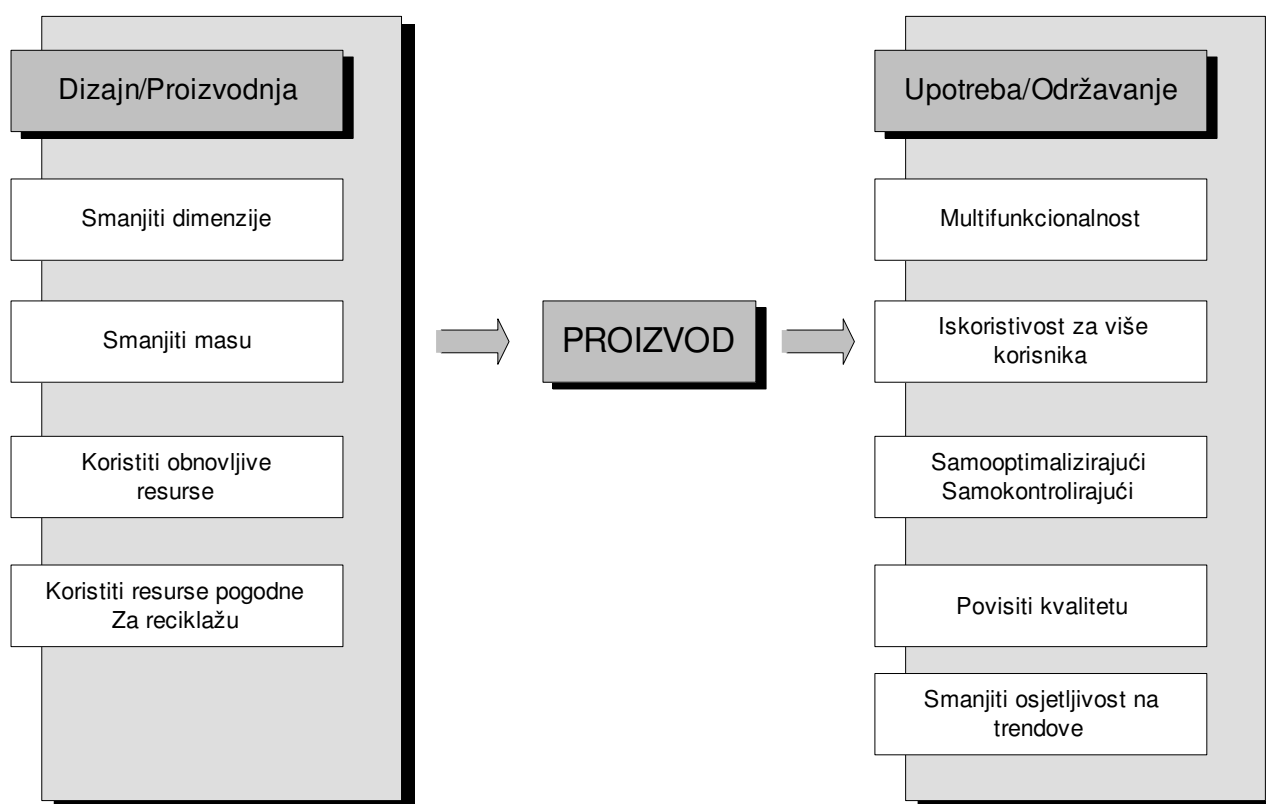 Dizajn/Proizvodnja
Smanjiti dimenzije
Smanjiti masu
Koristiti obnovljive
resurse
Koristiti resurse pogodne
Za reciklažu
PROIZVOD
Upotreba/Održavanje
Multifunkcionalnost
Iskoristivost za više
korisnika
Samooptimalizirajući
Samokontrolirajući
Povisiti kvalitetu
Smanjiti osjetljivost na
trendove